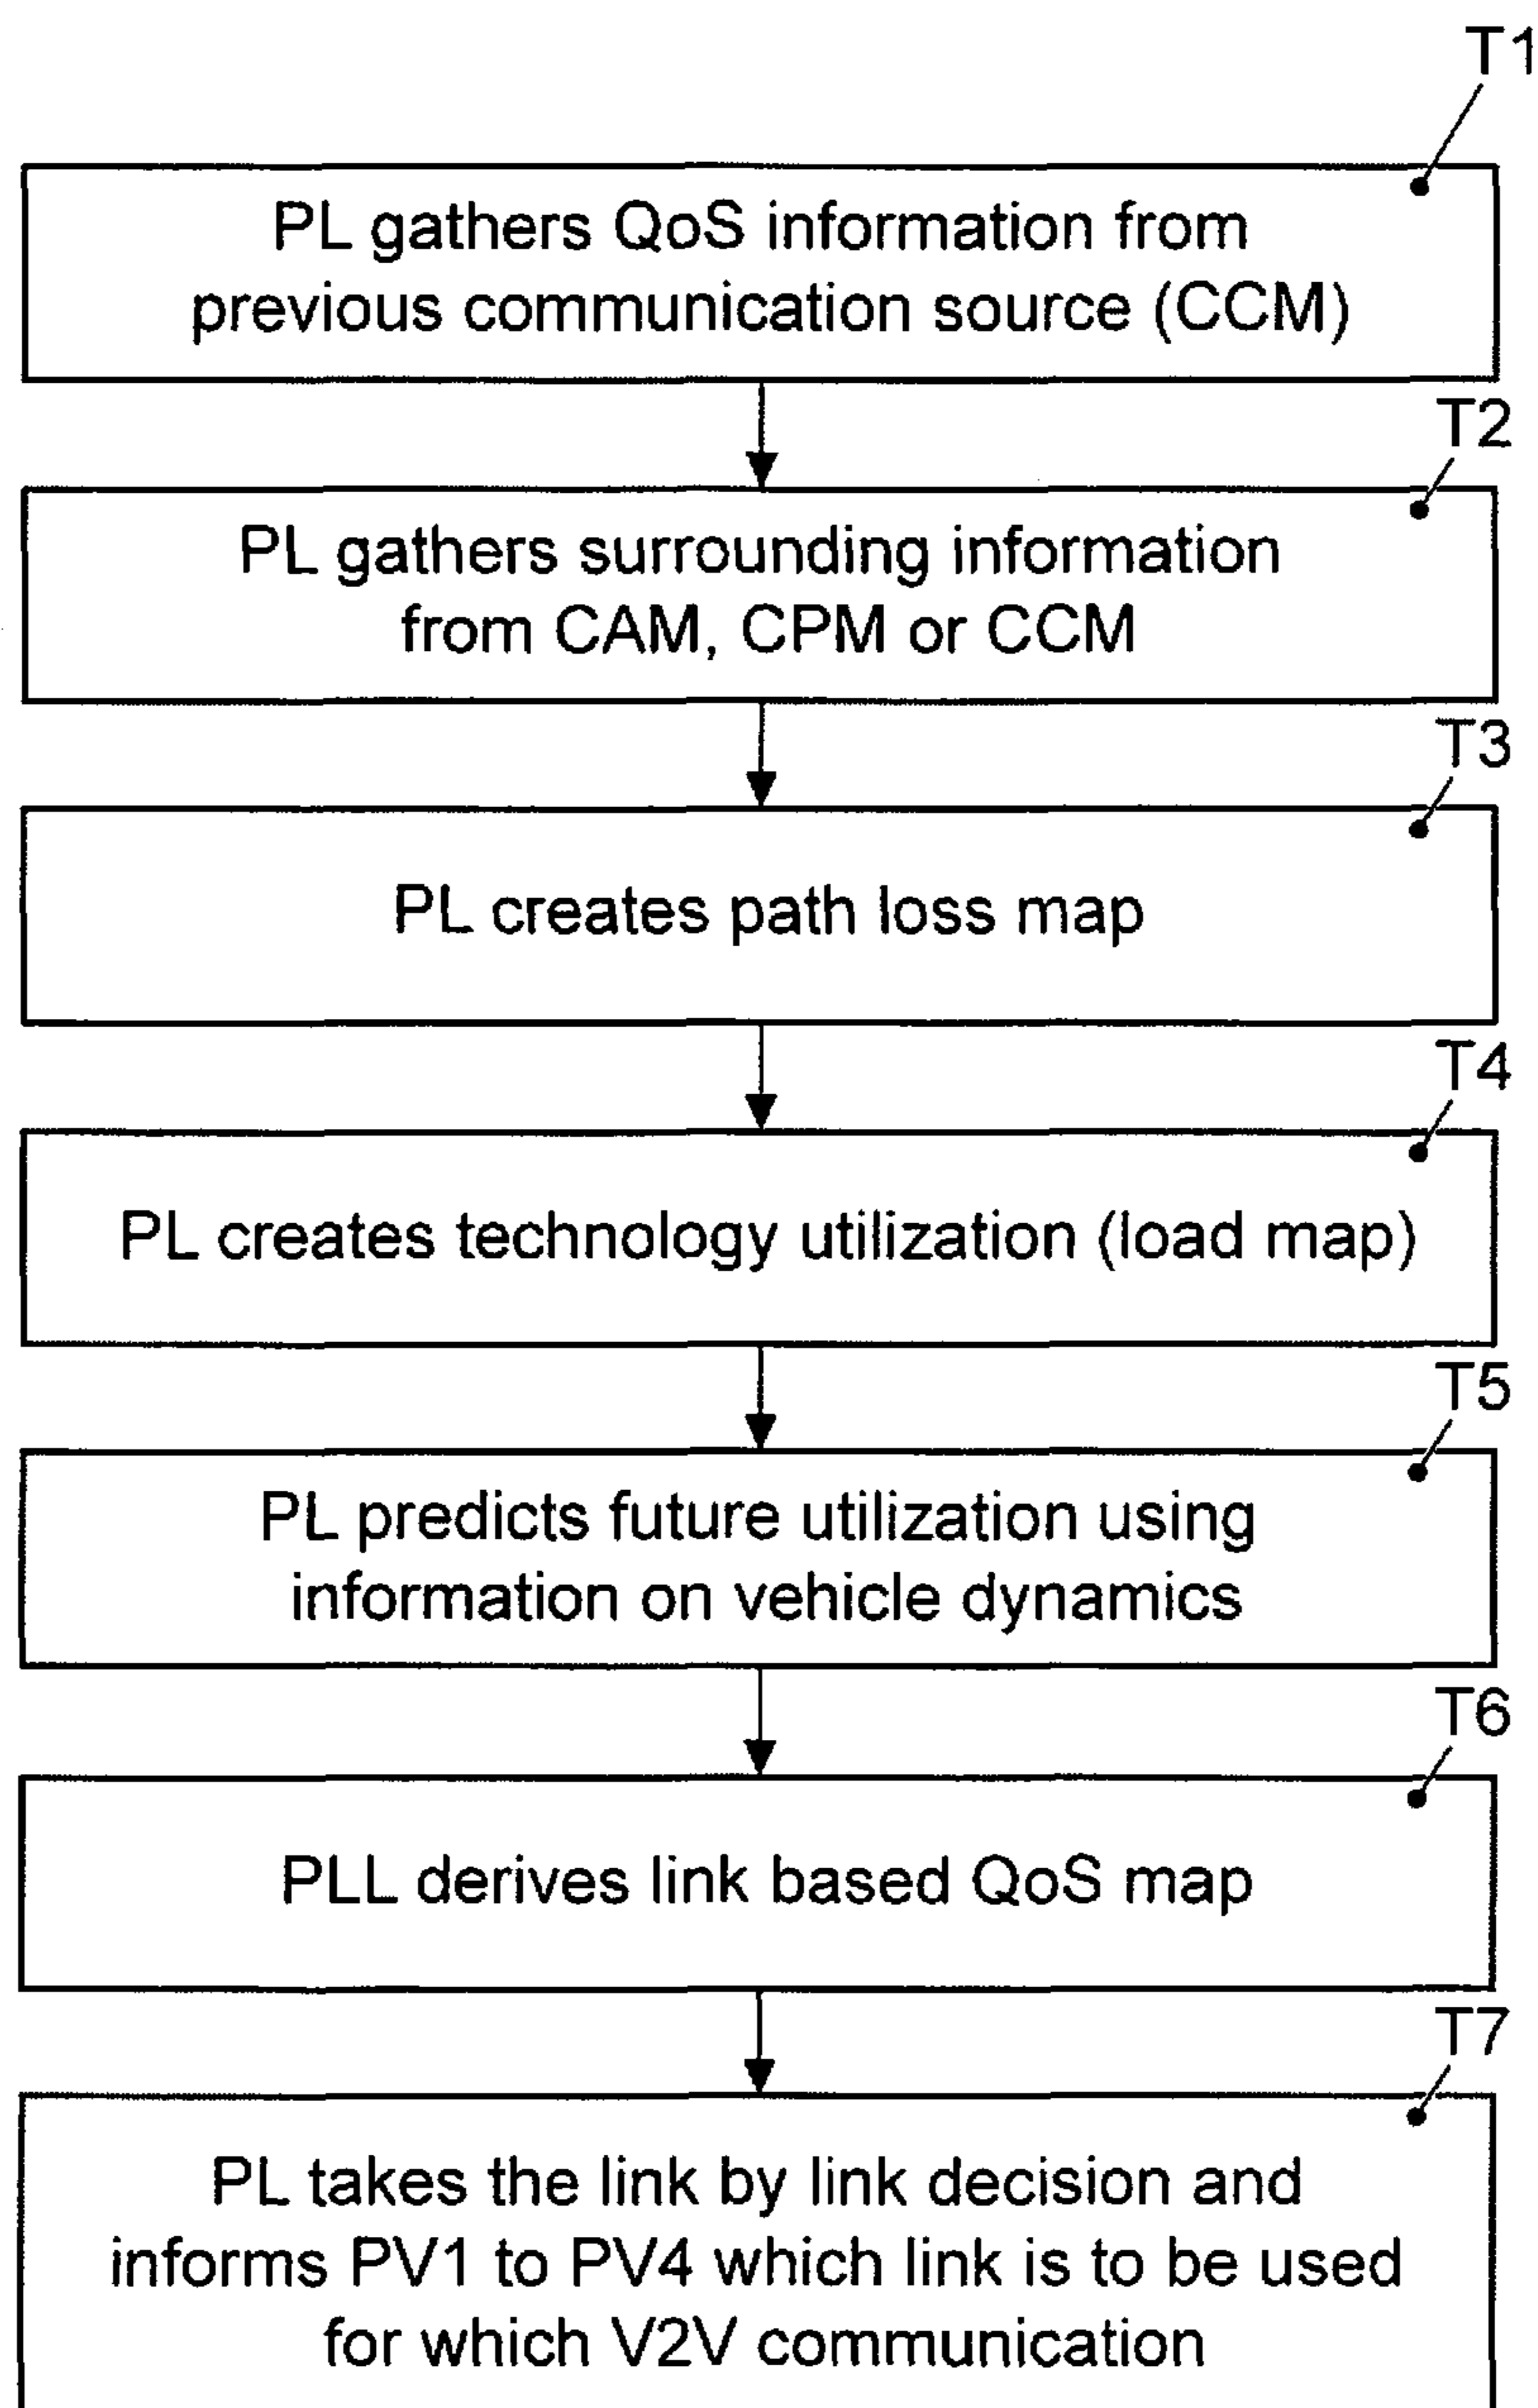 T1
PL gathers QoS information from
previous communication source (CCM)
T2
PL gathers surrounding information
from CAM, CPM or CCM
T3
PL creates path loss map
T4
PL creates technology utilization (load map)
T5
PL predicts future utilization using
information on vehicle dynamics
T6
PLL derives link based QoS map
T7
PL takes the link by link decision and
informs PV1 to PV4 which link is to be used
for which V2V communication